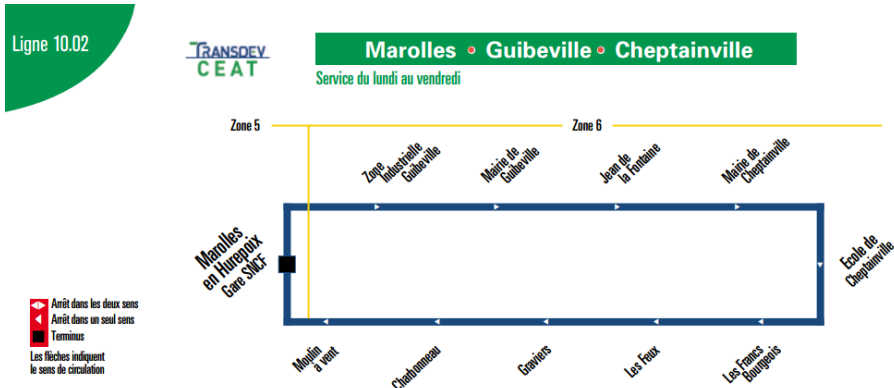 Ligne 10.02
TRANSDEV
CEAT
Marolles • Guibeville • Cheptainville
Service du lundi au vendredi
Zone 5
Zone 6
Zone
Industrielle
Guibeville
Mairie de
Guibeville
Jean de
la Fontaine
Mairie de
Cheptainville
Marolles
en Hurepoix
Gare SNCF
Ecole de
Cheptainville
Arrêt dans les deux sens
Arrêt dans un seul sens
Terminus
Les flèches indiquent
le sens de circulation
Moulin
à vent
Charbonneau
Graviers
Les Feux
Les Francs
Bourgeois